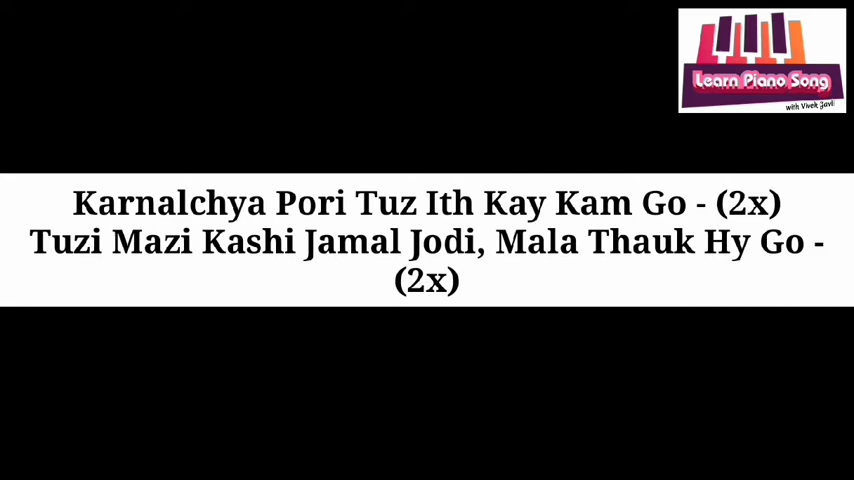 Learn Piano Song
with Vivek Javli
Karnalchya Pori Tuz Ith Kay Kam Go - (2x)
Tuzi Mazi Kashi Jamal Jodi, Mala Thauk Hy Go -
(2x)